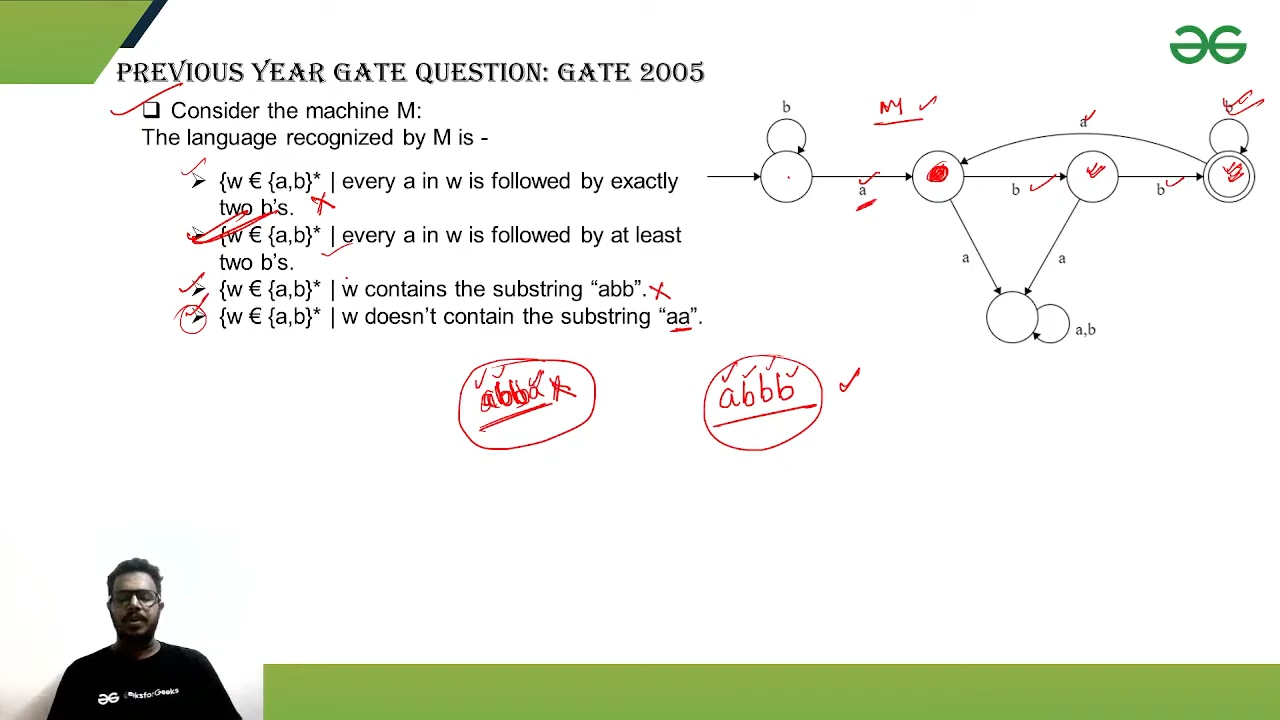 PREVIOUS YEAR GATE QUESTION: GATE 2005
❑ Consider the machine M:
The language recognized by M is -
➢ {w € {a,b}* | every a in w is followed by exactly
two b's.
➢ {w € {a,b}* | every a in w is followed by at least
two b's.
➢ {w € {a,b}* | w contains the substring “abb”.
➢ {w € {a,b}* | w doesn't contain the substring “aa”.
M
b
a
b
a
b
b
a
a
a,b
abba
abbb